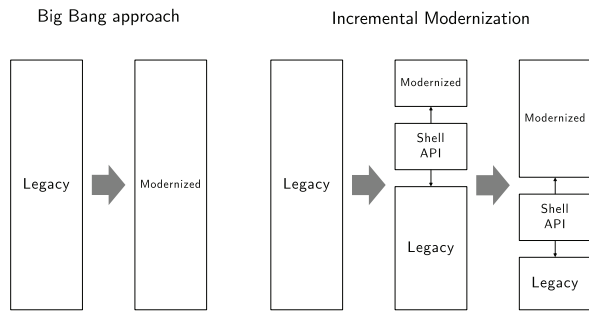 Big Bang approach
Incremental Modernization
Legacy
Modernized
Legacy
Modernized
Shell
API
Legacy
Modernized
Shell
API
Legacy